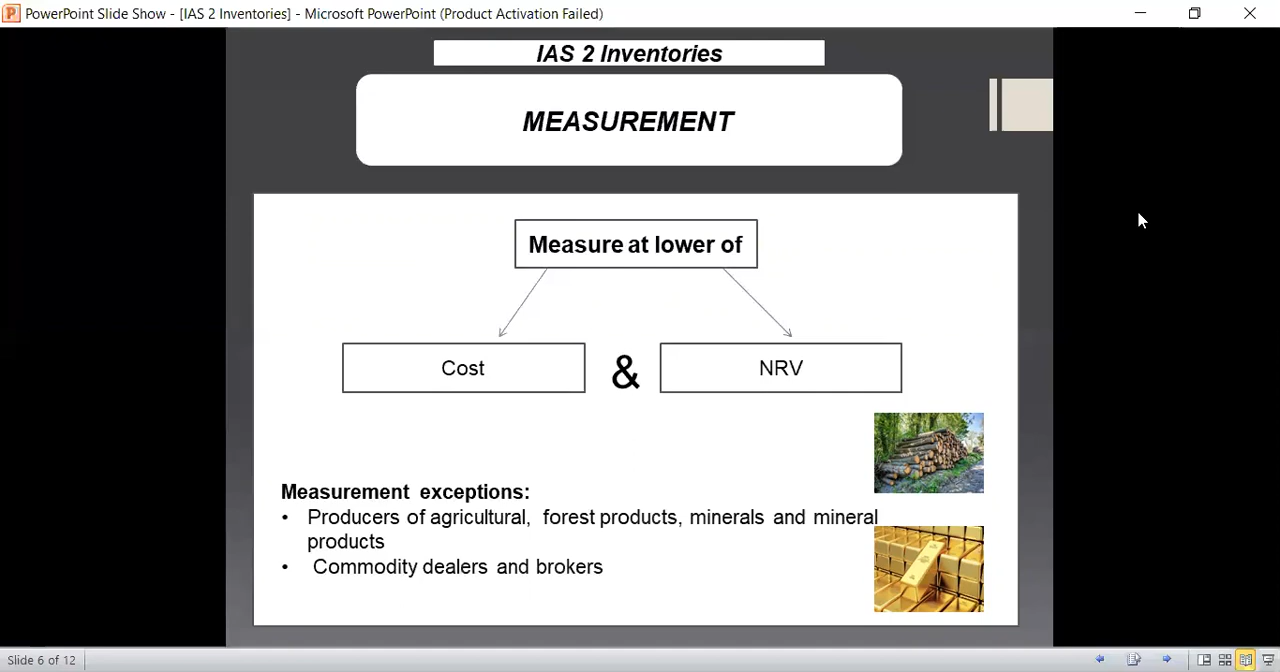 PowerPoint Slide Show - [IAS 2 Inventories] - Microsoft PowerPoint (Product Activation Failed)
IAS 2 Inventories
MEASUREMENT
Measure at lower of
Cost
&
NRV
Measurement exceptions:
• Producers of agricultural, forest products, minerals and mineral
products
• Commodity dealers and brokers
Slide 6 of 12